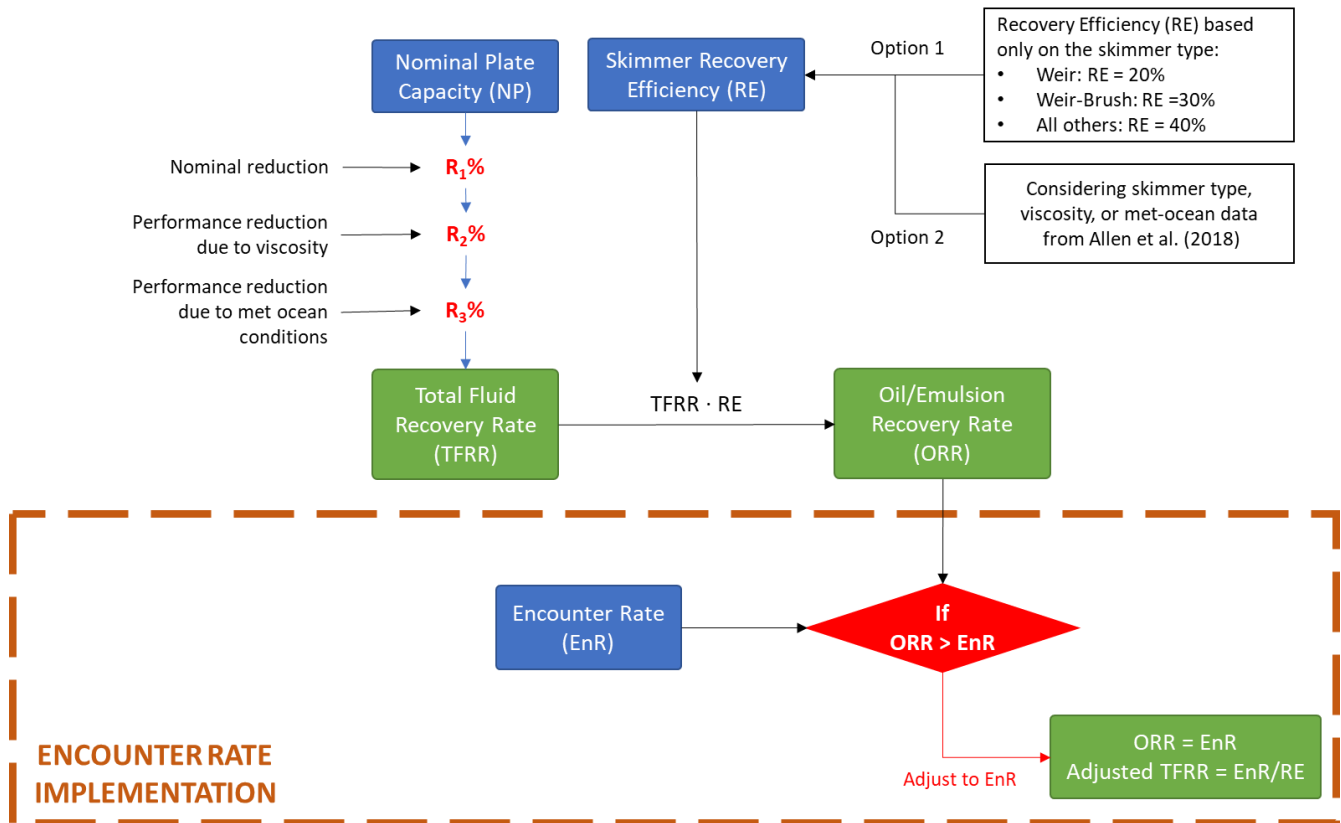 Nominal Plate
Capacity (NP)
Skimmer Recovery
Efficiency (RE)
Option 1
Recovery Efficiency (RE) based
only on the skimmer type:
• Weir: RE = 20%
• Weir-Brush: RE =30%
• All others: RE = 40%
Nominal reduction
R₁%
Performance reduction
due to viscosity
R₂%
Option 2
Considering skimmer type,
viscosity, or met-ocean data
from Allen et al. (2018)
Performance reduction
due to met ocean
conditions
R₃%
Total Fluid
Recovery Rate
(TFRR)
TFRR · RE
Oil/Emulsion
Recovery Rate
(ORR)
Encounter Rate
(EnR)
If
ORR > EnR
Adjust to EnR
ORR = EnR
Adjusted TFRR = EnR/RE
ENCOUNTER RATE
IMPLEMENTATION